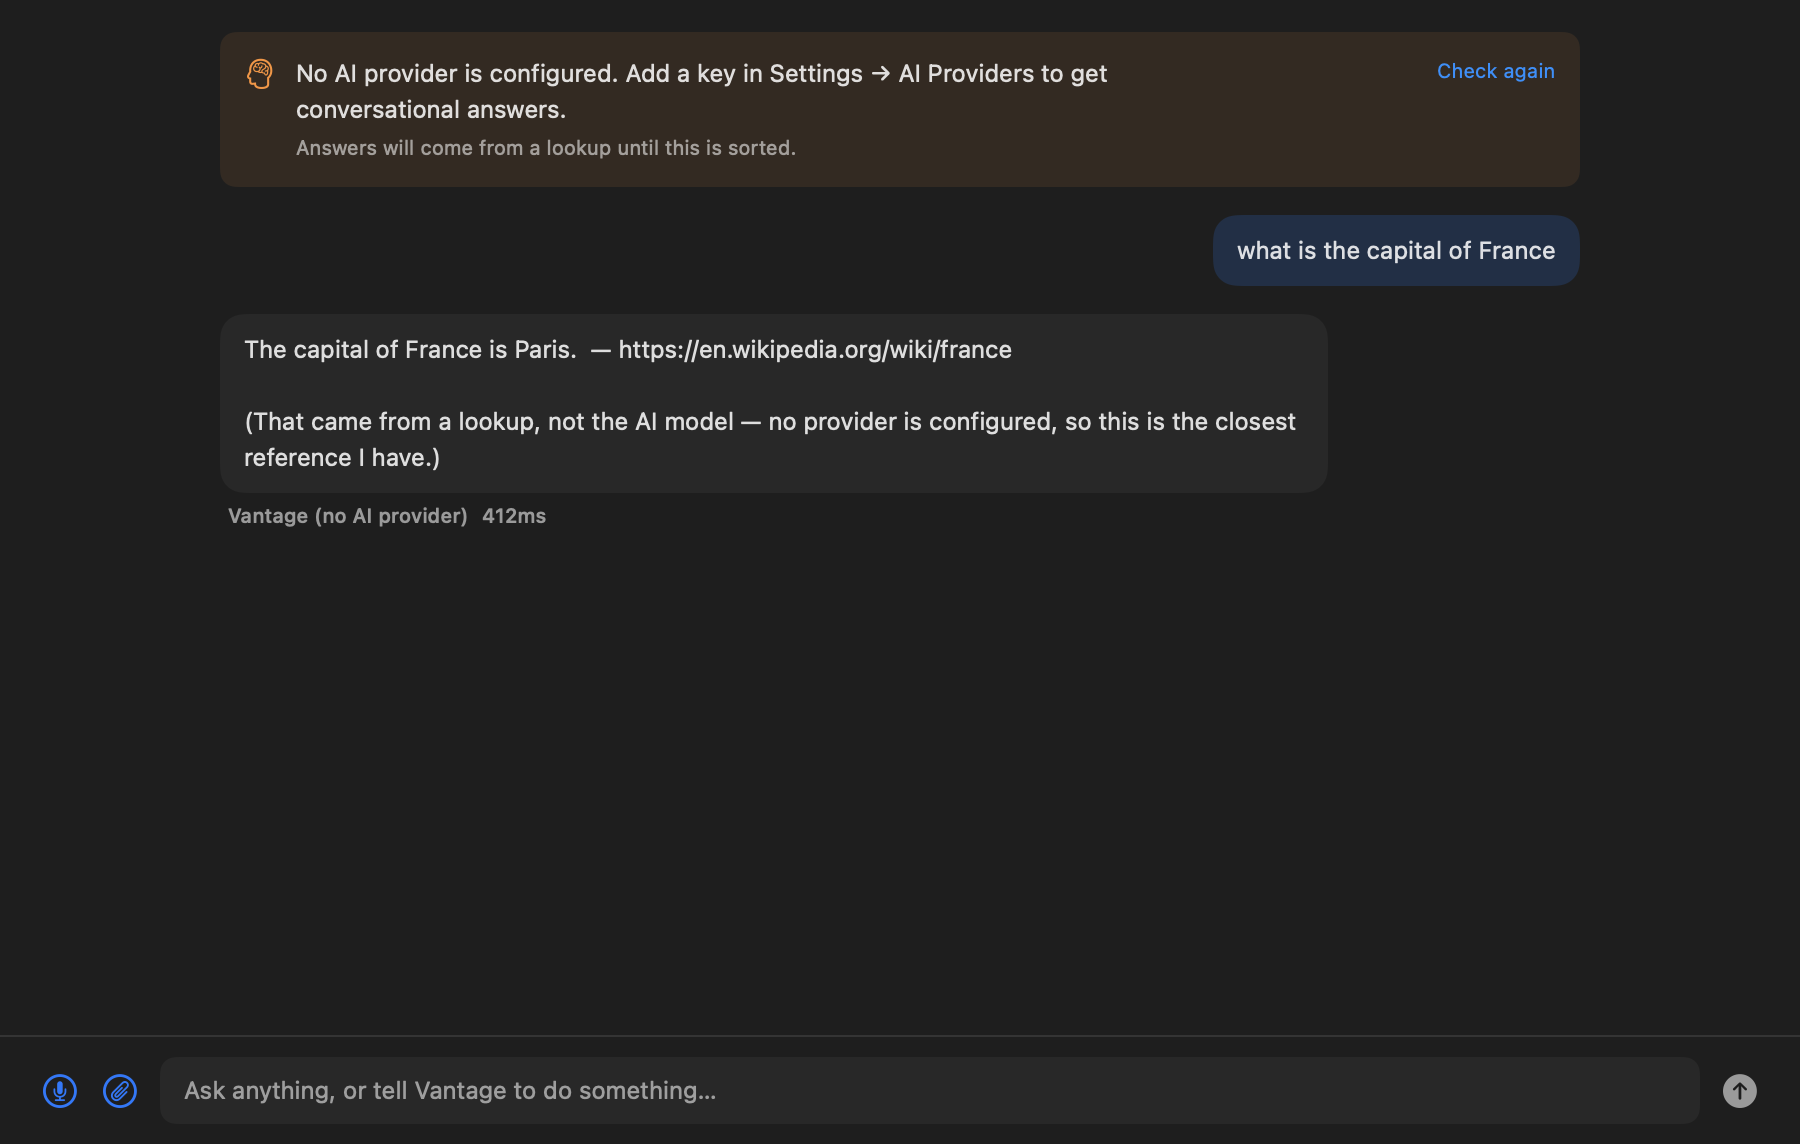 No AI provider is configured. Add a key in Settings → AI Providers to get
conversational answers.
Check again
Answers will come from a lookup until this is sorted.
what is the capital of France
The capital of France is Paris.  — https://en.wikipedia.org/wiki/france
(That came from a lookup, not the AI model — no provider is configured, so this is the closest
reference I have.)
Vantage (no AI provider)  412ms
Ask anything, or tell Vantage to do something...